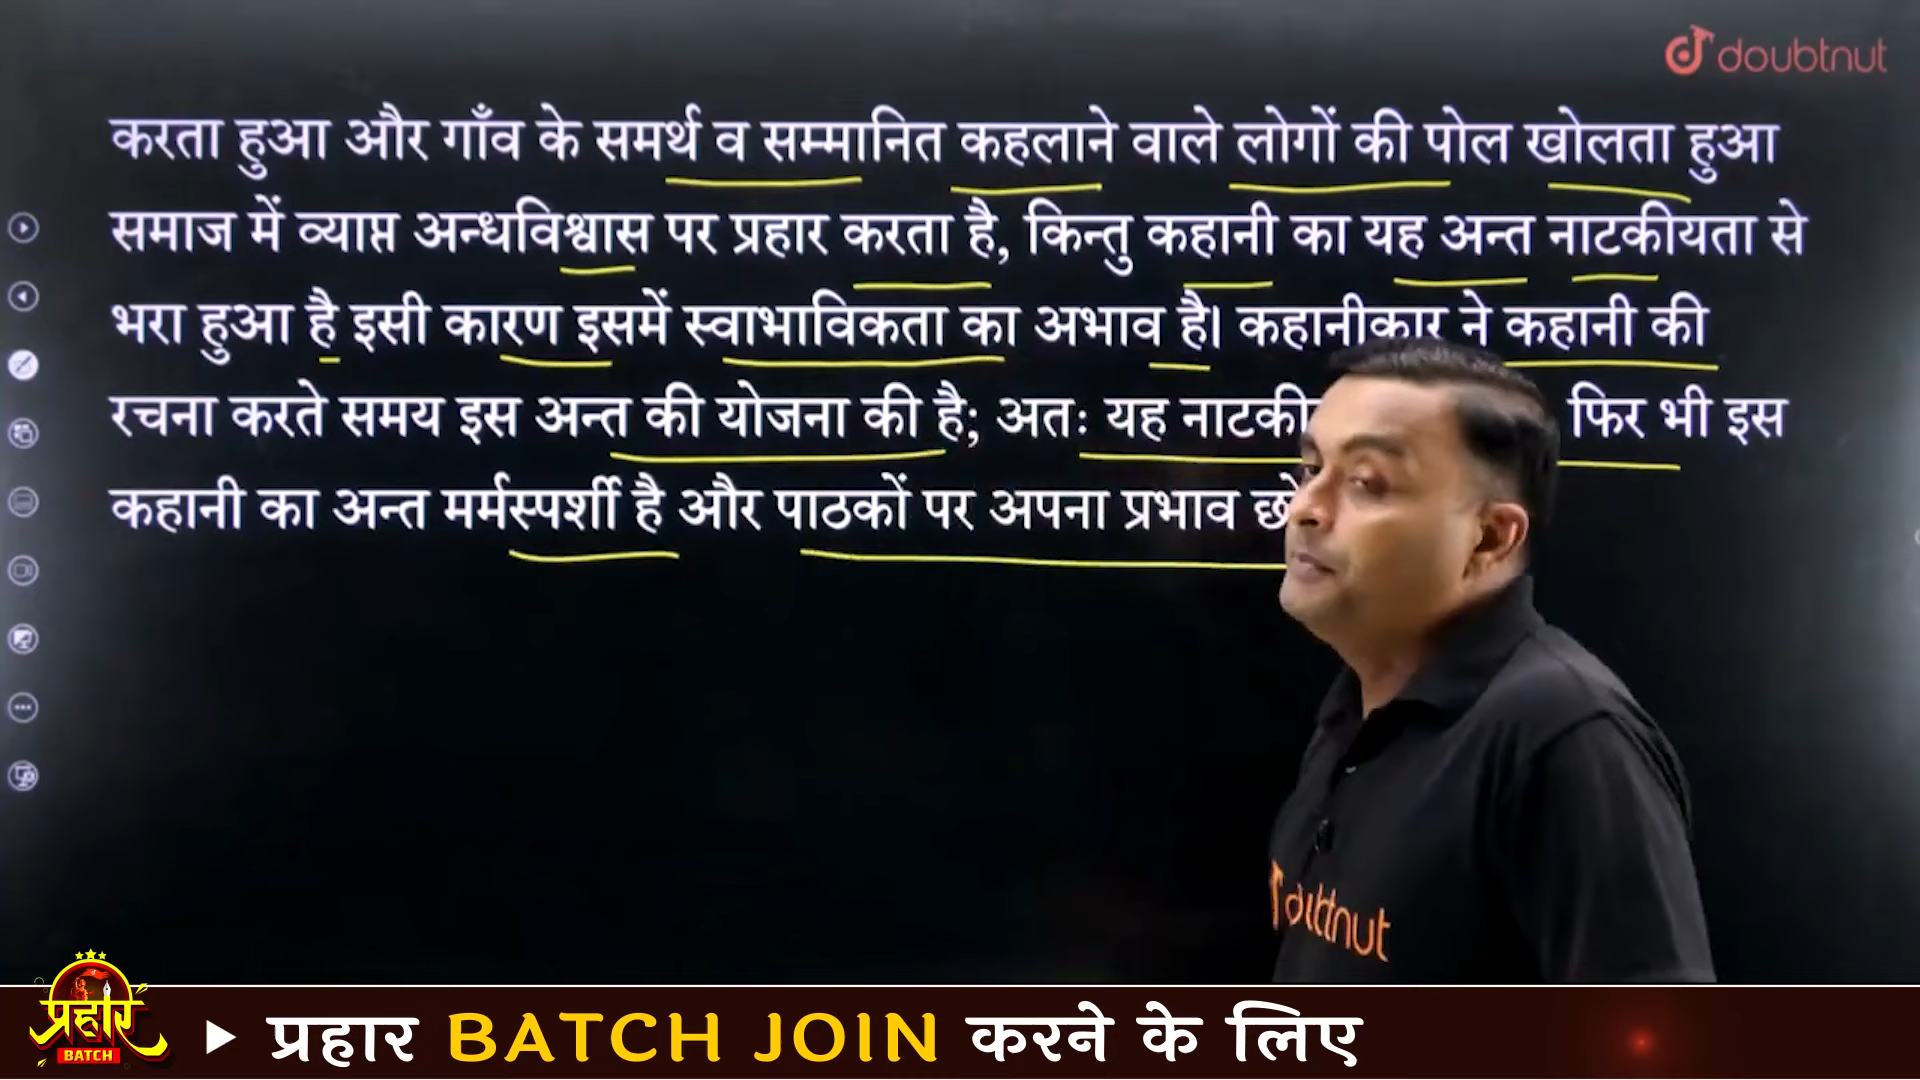 doubtnut
करता हुआ और गाँव के समर्थ व सम्मानित कहलाने वाले लोगों की पोल खोलता हुआ
समाज में व्याप्त अन्धविश्वास पर प्रहार करता है, किन्तु कहानी का यह अन्त नाटकीयता से
भरा हुआ है इसी कारण इसमें स्वाभाविकता का अभाव है। कहानीकार ने कहानी की
रचना करते समय इस अन्त की योजना की है; अतः यह फिर भी इस
कहानी का अन्त मर्मस्पर्शी है और पाठकों पर अपना प्रभाव
doubtnut
प्रहार
BATCH
प्रहार BATCH JOIN करने के लिए